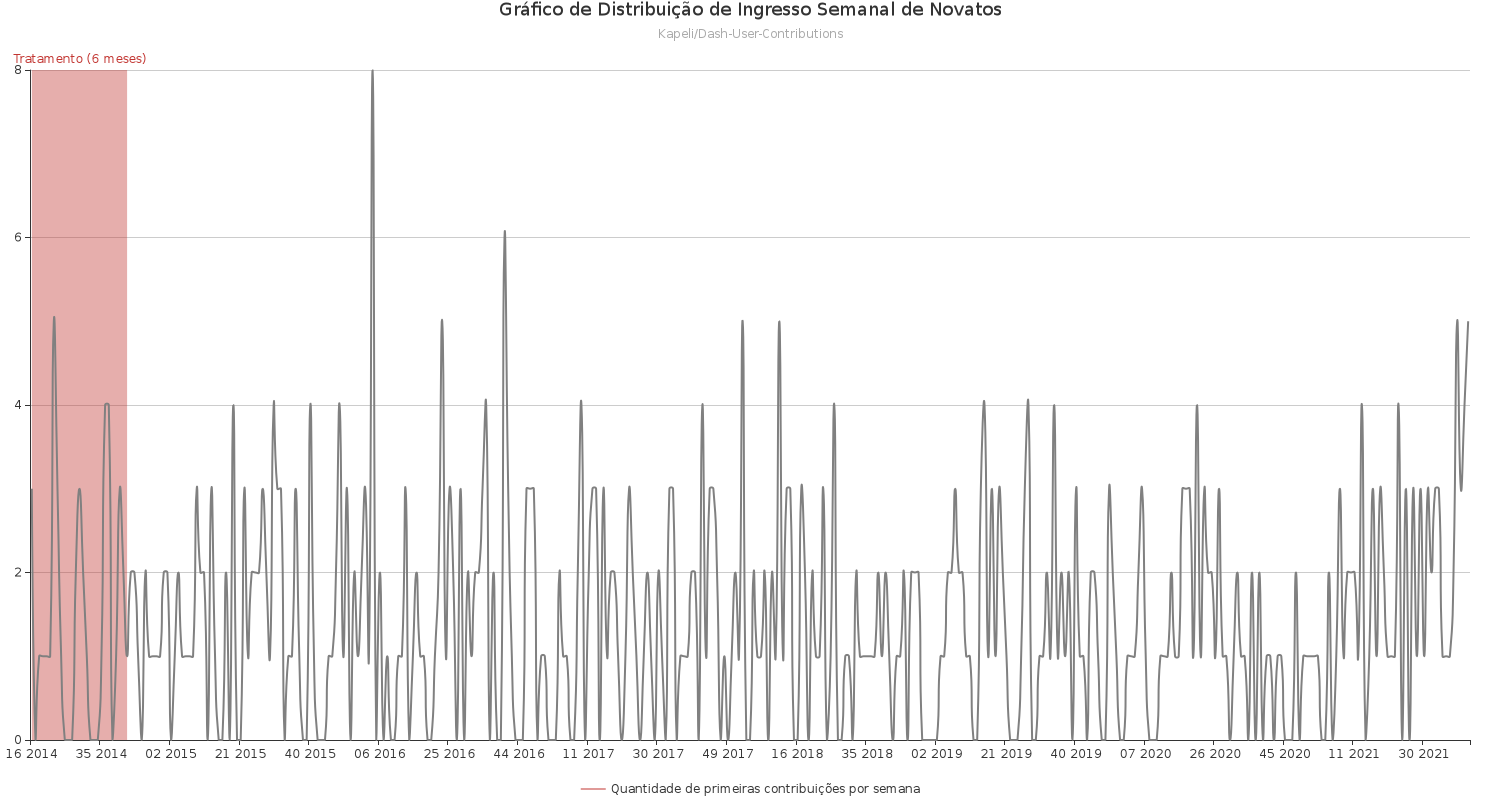 Gráfico de Distribuição de Ingresso Semanal de Novatos
Kapeli/Dash-User-Contributions
Tratamento (6 meses)
8
6
4
2
0
16 2014 35 2014 02 2015 21 2015 40 2015 06 2016 25 2016 44 2016 11 2017 30 2017 49 2017 16 2018 35 2018 02 2019 21 2019 40 2019 07 2020 26 2020 45 2020 11 2021 30 2021
Quantidade de primeiras contribuições por semana